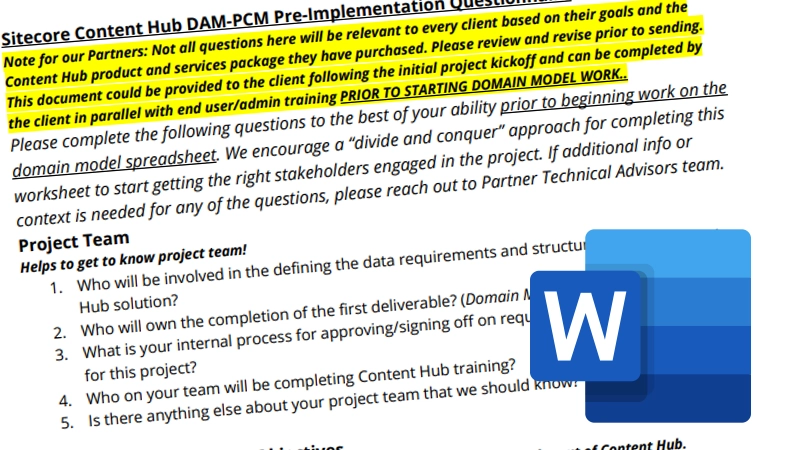 Sitecore Content Hub DAM-PCM Pre-Implementation
Note for our Partners: Not all questions here will be relevant to every client based on their goals and the
Content Hub product and services package they have purchased. Please review and revise prior to sending.
This document could be provided to the client following the initial project kickoff and can be completed by
the client in parallel with end user/admin training PRIOR TO STARTING DOMAIN MODEL WORK..
Please complete the following questions to the best of your ability prior to beginning work on the
domain model spreadsheet. We encourage a “divide and conquer” approach for completing this
worksheet to start getting the right stakeholders engaged in the project. If additional info or
context is needed for any of the questions, please reach out to Partner Technical Advisors team.
Project Team
Helps to get to know project team!
1. Who will be involved in the defining the data requirements and
Hub solution?
2. Who will own the completion of the first deliverable? (Domain
3. What is your internal process for approving/signing off on
for this project?
4. Who on your team will be completing Content Hub training?
5. Is there anything else about your project team that we should know?
W
of Content Hub.